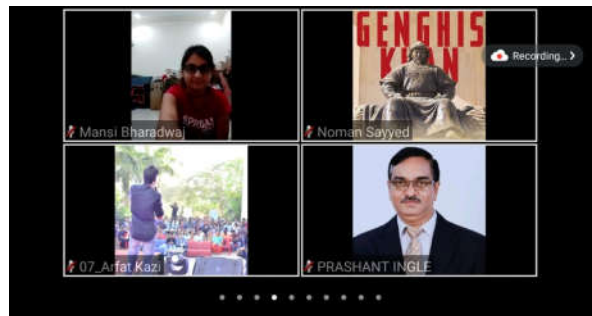 GENGHIS
KHAN
Recording...
Mansi Bharadwaj
Noman Sayyed
07_Arfat Kazi
PRASHANT INGLE